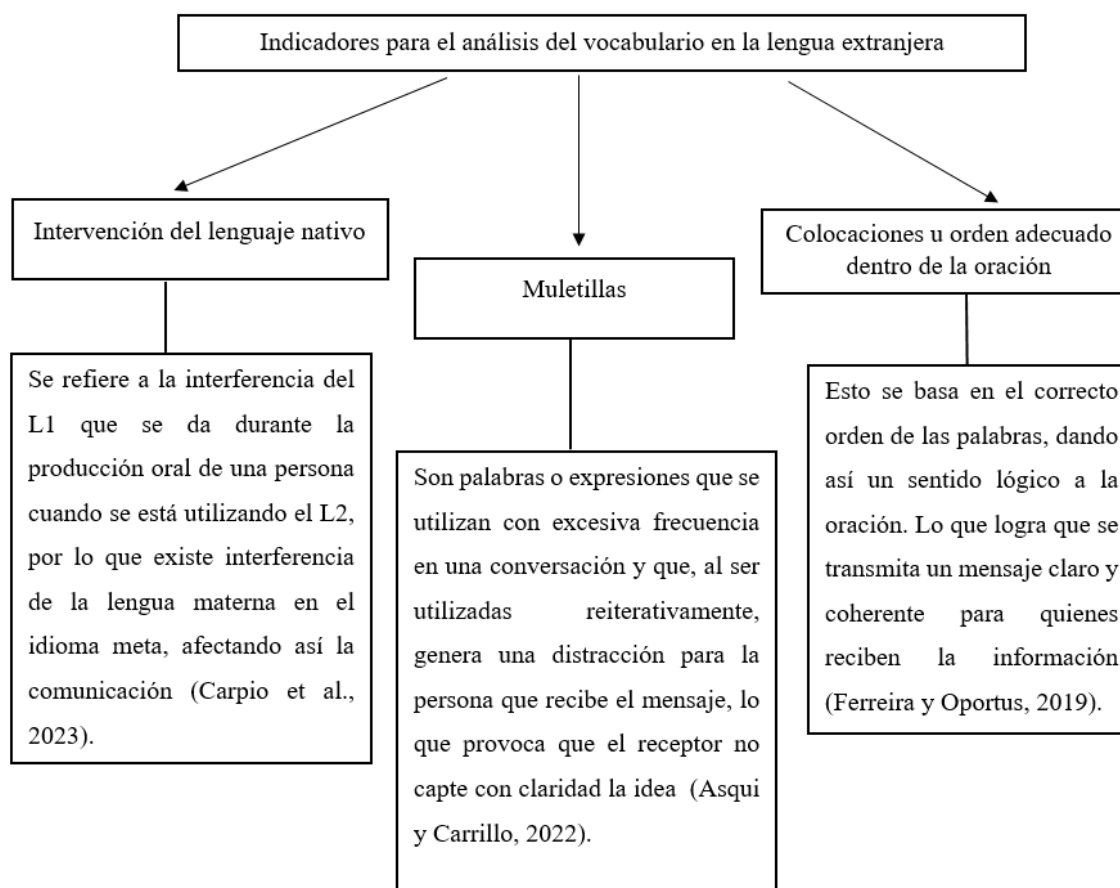 Indicadores para el análisis del vocabulario en la lengua extranjera
Intervención del lenguaje nativo
Se refiere a la interferencia del
L1 que se da durante la
producción oral de una persona
cuando se está utilizando el L2,
por lo que existe interferencia
de la lengua materna en el
idioma meta, afectando así la
comunicación (Carpio et al.,
2023).
Muletillas
Son palabras o expresiones que se
utilizan con excesiva frecuencia
en una conversación y que, al ser
utilizadas reiterativamente,
genera una distracción para la
persona que recibe el mensaje, lo
que provoca que el receptor no
capte con claridad la idea (Asqui
y Carrillo, 2022).
Colocaciones u orden adecuado
dentro de la oración
Esto se basa en el correcto
orden de las palabras, dando
así un sentido lógico a la
oración. Lo que logra que se
transmita un mensaje claro y
coherente para quienes
reciben la información
(Ferreira y Oportus, 2019).